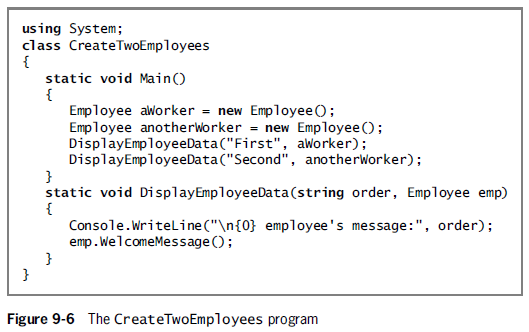 using System;
class CreateTwoEmployees
{
   static void Main()
   {
      Employee aWorker = new Employee();
      Employee anotherWorker = new Employee();
      DisplayEmployeeData("First", aWorker);
      DisplayEmployeeData("Second", anotherWorker);
   }
   static void DisplayEmployeeData(string order, Employee emp)
   {
      Console.WriteLine("\n{0} employee's message:", order);
      emp.WelcomeMessage();
   }
}
Figure 9-6 The CreateTwoEmployees program